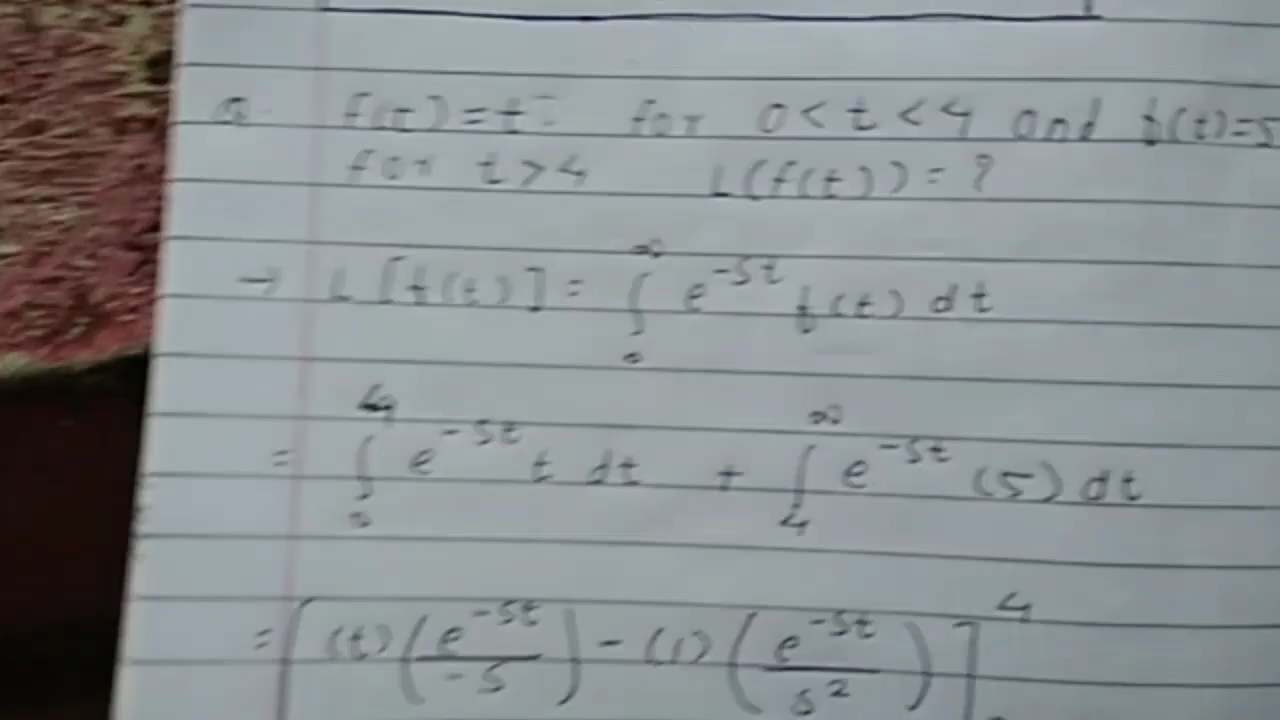 Q. f(t) = t : for 0 < t < 4 and f(t) = 5
for t > 4 L(f(t)) = ?
→ L[f(t)] = ∫₀^∞ e^{-st} f(t) dt
= ∫₀^4 e^{-st} t dt + ∫₄^∞ e^{-st} (5) dt
= [(t)(e^{-st}/-s) - (1)(e^{-st}/s²)]^4